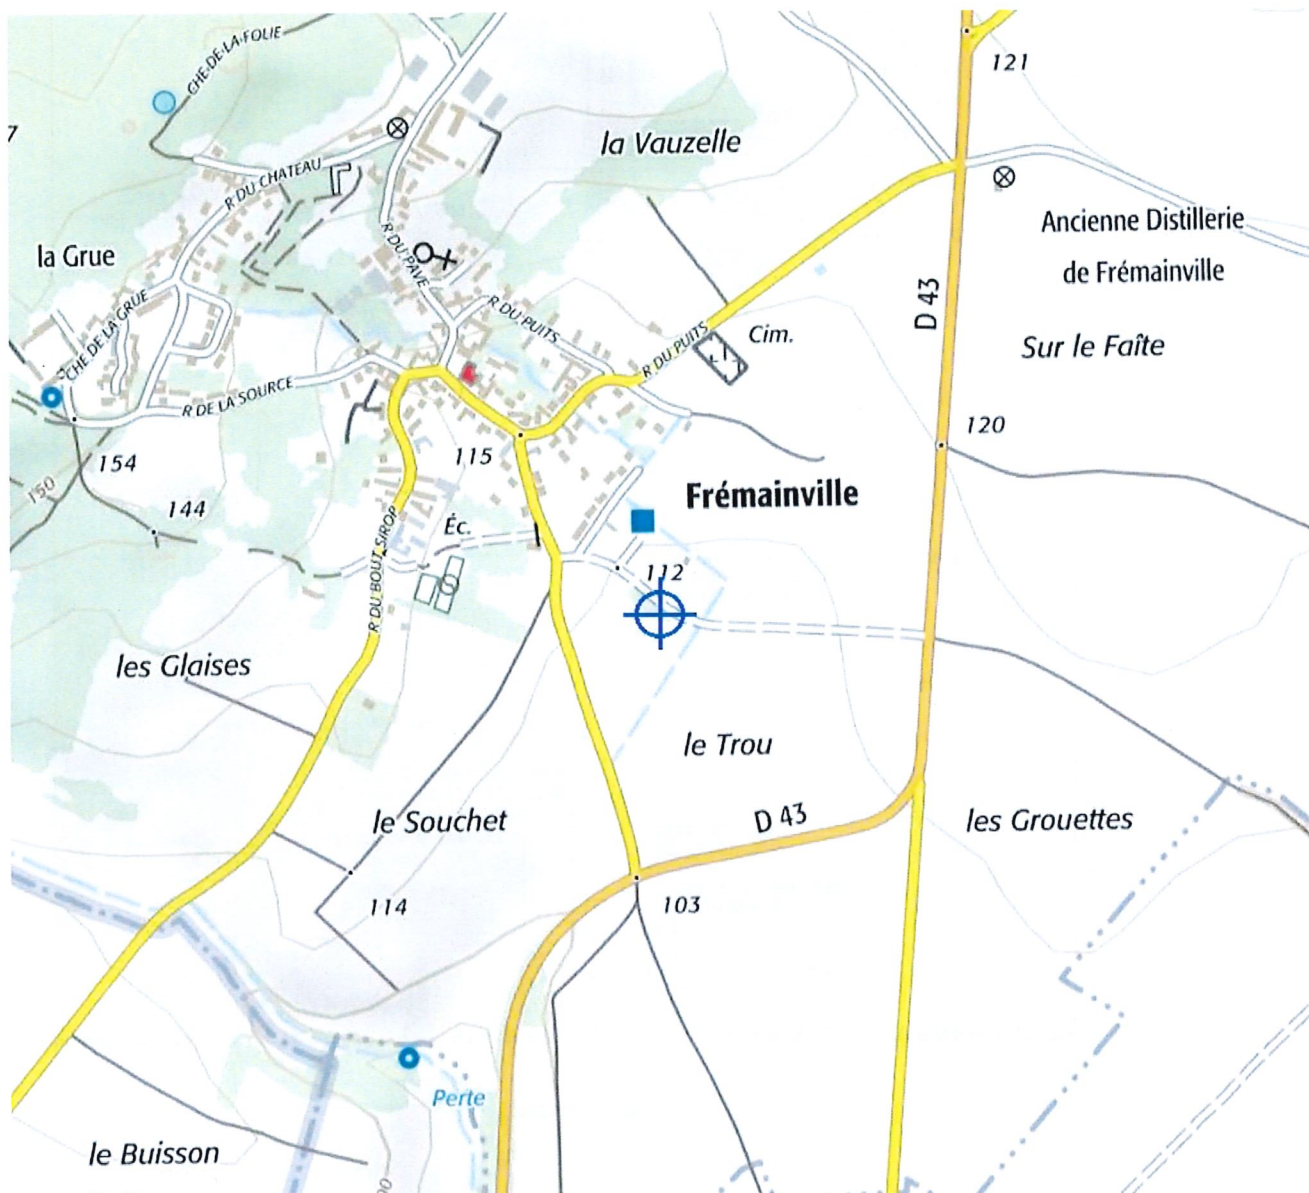 CHE DE LA FOLIE
121
7
la Vauzelle
R DU CHATEAU
Ancienne Distillerie
de Frémainville
R DU PAVE
la Grue
D 43
CHE DE LA GRUE
R DU PUITS
R DU PUITS
Cim.
Sur le Faîte
R DE LA SOURCE
120
115
154
150
Frémainville
144
Éc.
R DU BOUT SIROP
112
les Glaises
le Trou
le Souchet
D 43
les Grouettes
114
103
Perte
le Buisson